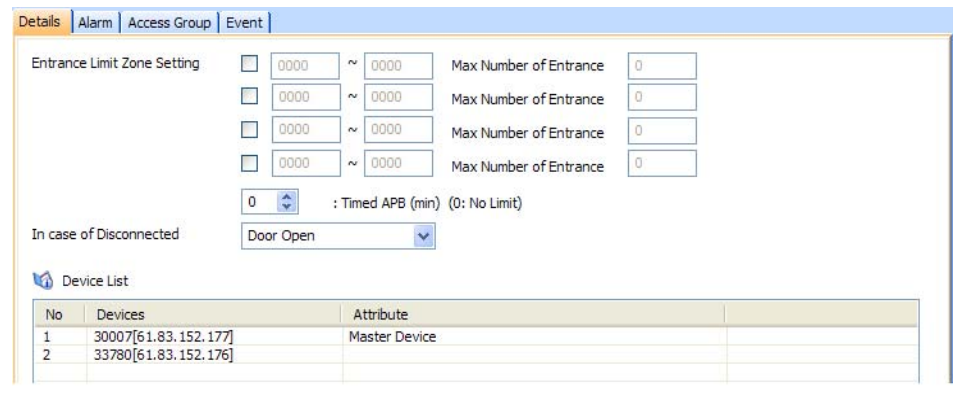 Details Alarm Access Group Event
Entrance Limit Zone Setting 0000 ~ 0000 Max Number of Entrance 0
0000 ~ 0000 Max Number of Entrance 0
0000 ~ 0000 Max Number of Entrance 0
0000 ~ 0000 Max Number of Entrance 0
0 : Timed APB (min) (0: No Limit)
In case of Disconnected Door Open
Device List
No Devices Attribute
1 30007[61.83.152.177] Master Device
2 33780[61.83.152.176]